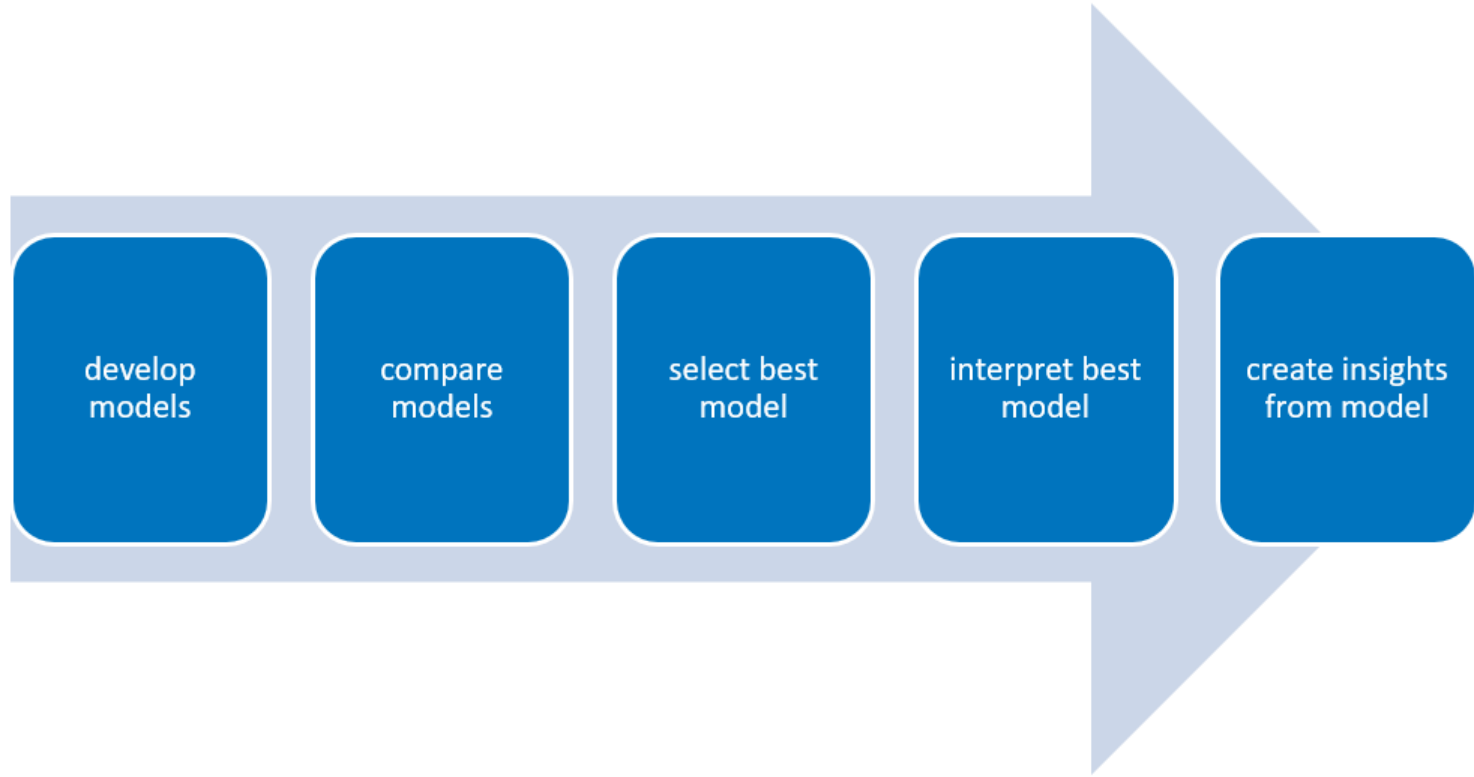 develop
models
compare
models
select best
model
interpret best
model
create insights
from model